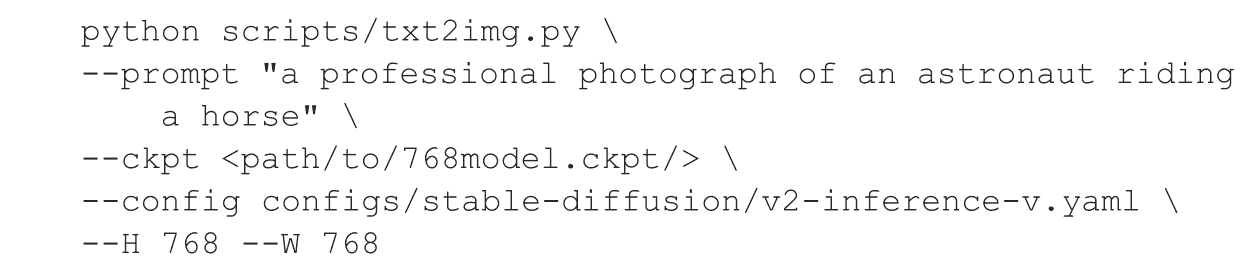 python scripts/txt2img.py \
--prompt "a professional photograph of an astronaut riding
a horse" \
--ckpt <path/to/768model.ckpt/> \
--config configs/stable-diffusion/v2-inference-v.yaml \
--H 768 --W 768